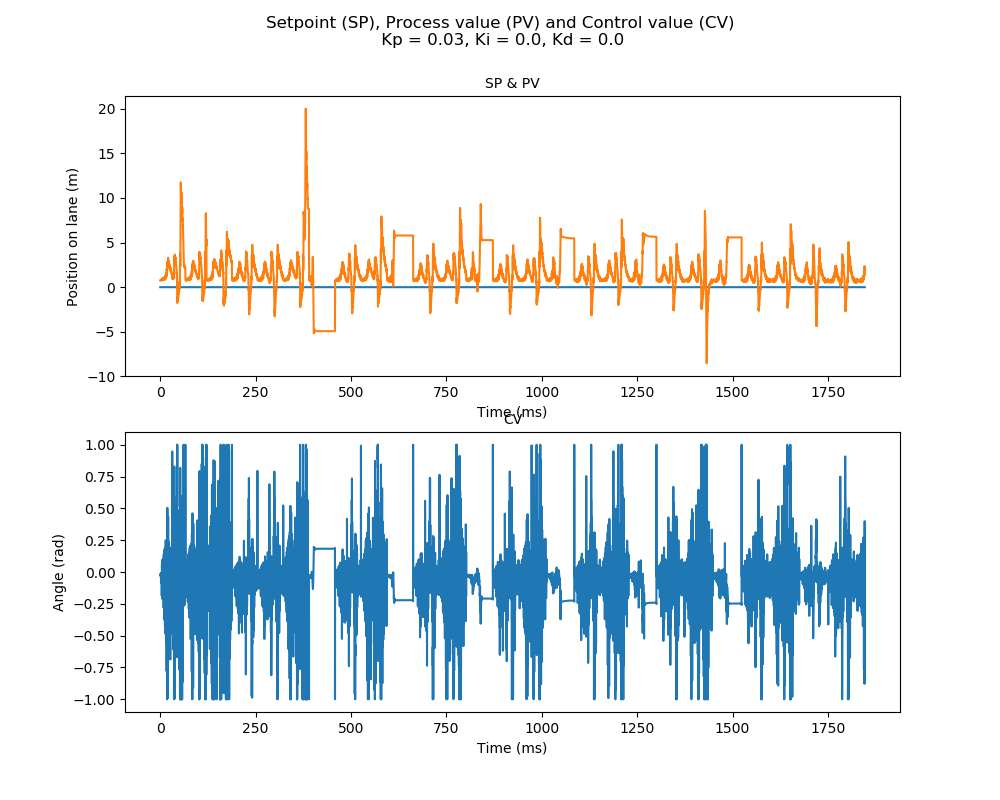 Setpoint (SP), Process value (PV) and Control value (CV)
Kp = 0.03, Ki = 0.0, Kd = 0.0
SP & PV
20
15
10
5
0
−5
−10
Position on lane (m)
0 250 500 750 1000 1250 1500 1750
Time (ms)
CV
1.00
0.75
0.50
0.25
0.00
−0.25
−0.50
−0.75
−1.00
Angle (rad)
0 250 500 750 1000 1250 1500 1750
Time (ms)